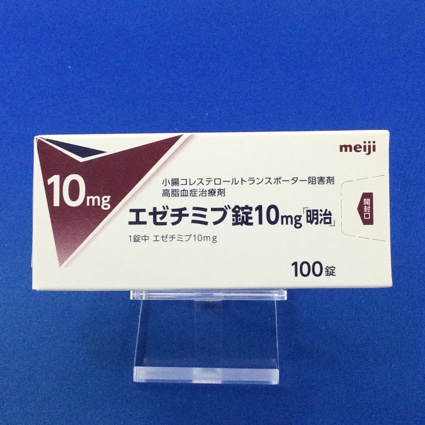 meiji
10mg
小腸コレステロールトランスポーター阻害剤
高脂血症治療剤
エゼチミブ錠10mg「明治」
1錠中 エゼチミブ10mg
100錠
開封口